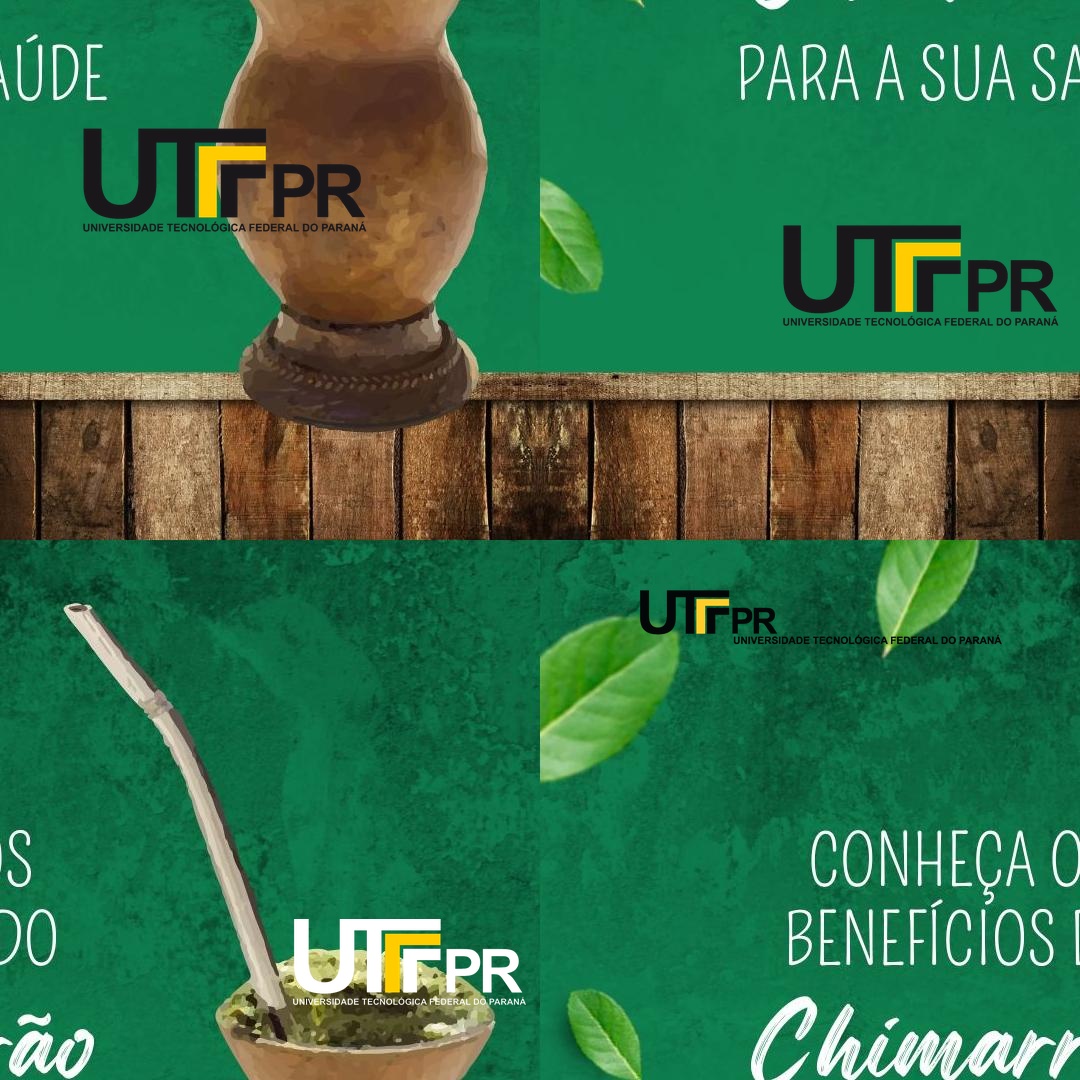 AÚDE
UTFPR
UNIVERSIDADE TECNOLÓGICA FEDERAL DO PARANÁ
PARA A SUA SA
UTFPR
UNIVERSIDADE TECNOLÓGICA FEDERAL DO PARANÁ
OS
DO
rão
UTFPR
UNIVERSIDADE TECNOLÓGICA FEDERAL DO PARANÁ
UTFPR
UNIVERSIDADE TECNOLÓGICA FEDERAL DO PARANÁ
CONHEÇA O
BENEFÍCIOS
Chimarr